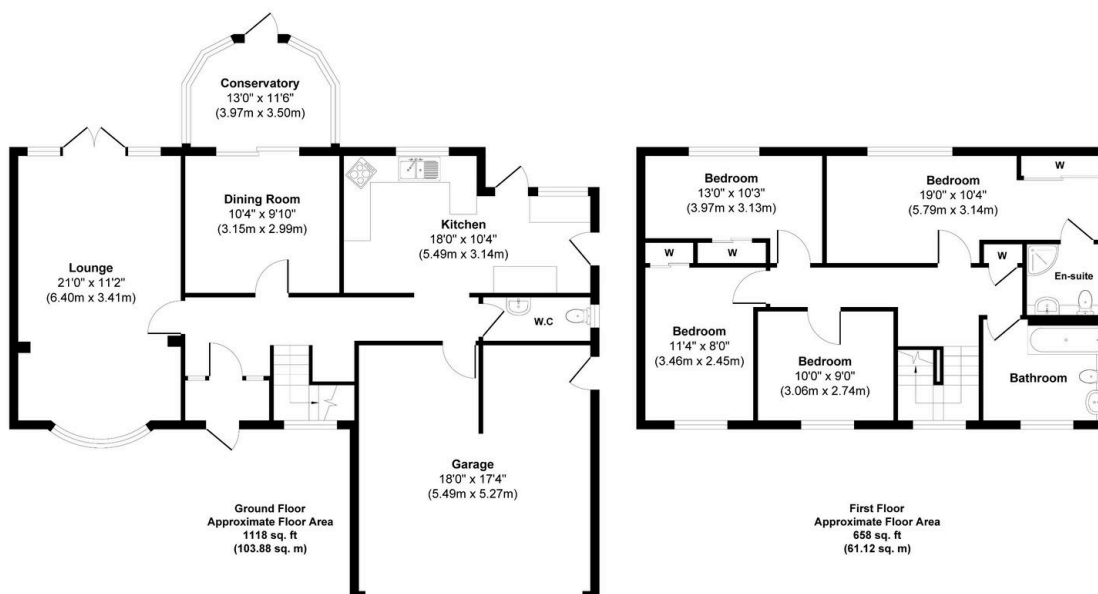 Conservatory
13'0" x 11'6"
(3.97m x 3.50m)
Dining Room
10'4" x 9'10"
(3.15m x 2.99m)
Kitchen
18'0" x 10'4"
(5.49m x 3.14m)
Lounge
21'0" x 11'2"
(6.40m x 3.41m)
W.C
Garage
18'0" x 17'4"
(5.49m x 5.27m)
Ground Floor
Approximate Floor Area
1118 sq. ft
(103.88 sq. m)
Bedroom
13'0" x 10'3"
(3.97m x 3.13m)
Bedroom
19'0" x 10'4"
(5.79m x 3.14m)
W
W
W
W
En-suite
Bedroom
11'4" x 8'0"
(3.46m x 2.45m)
Bedroom
10'0" x 9'0"
(3.06m x 2.74m)
Bathroom
First Floor
Approximate Floor Area
658 sq. ft
(61.12 sq. m)